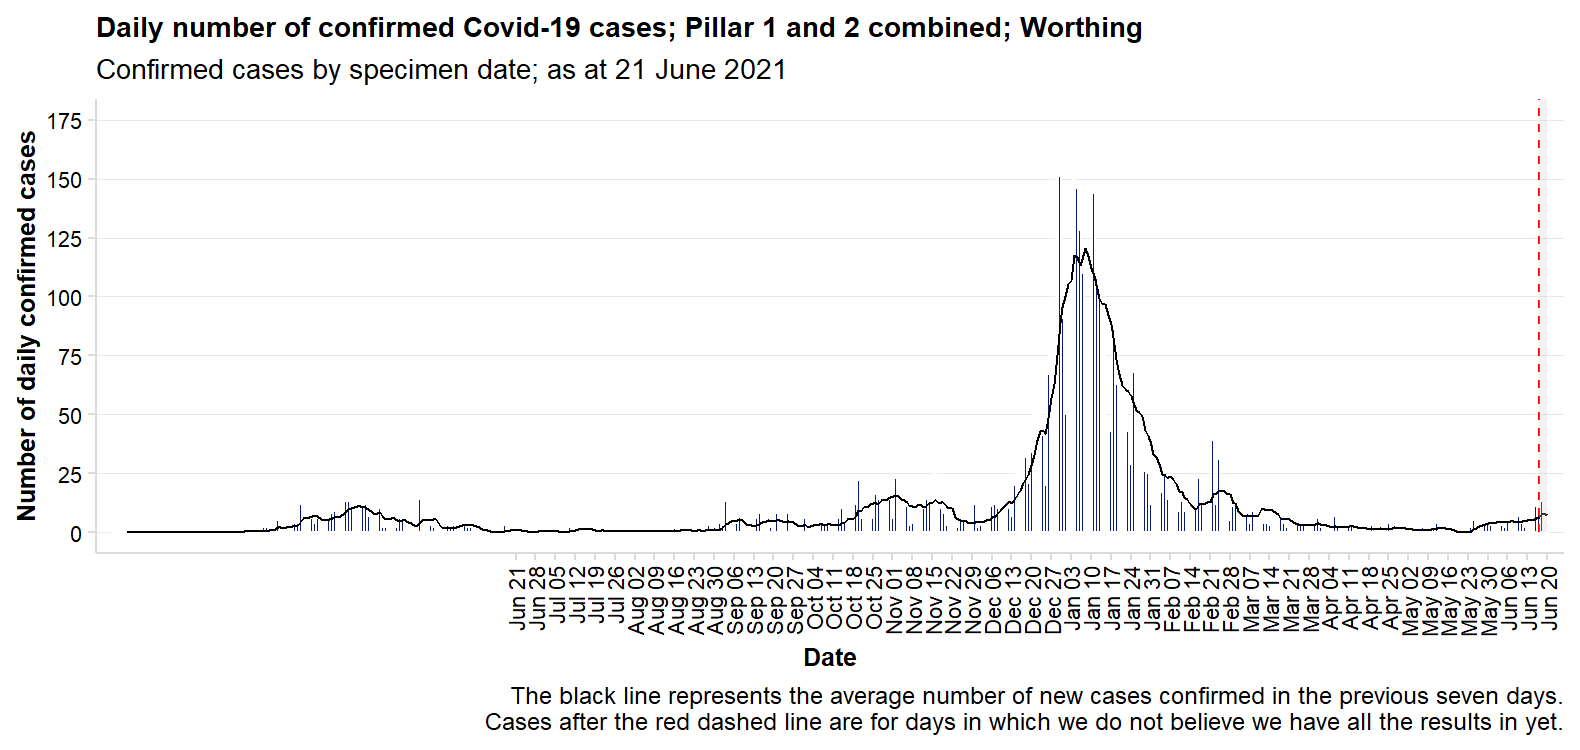 Daily number of confirmed Covid-19 cases; Pillar 1 and 2 combined; Worthing
Confirmed cases by specimen date; as at 21 June 2021
Number of daily confirmed cases
175
150
125
100
75
50
25
0
Jun 21
Jun 28
Jul 05
Jul 12
Jul 19
Jul 26
Aug 02
Aug 09
Aug 16
Aug 23
Aug 30
Sep 06
Sep 13
Sep 20
Sep 27
Oct 04
Oct 11
Oct 18
Oct 25
Nov 01
Nov 08
Nov 15
Nov 22
Nov 29
Dec 06
Dec 13
Dec 20
Dec 27
Jan 03
Jan 10
Jan 17
Jan 24
Jan 31
Feb 07
Feb 14
Feb 21
Feb 28
Mar 07
Mar 14
Mar 21
Mar 28
Apr 04
Apr 11
Apr 18
Apr 25
May 02
May 09
May 16
May 23
May 30
Jun 06
Jun 13
Jun 20
Date
The black line represents the average number of new cases confirmed in the previous seven days.
Cases after the red dashed line are for days in which we do not believe we have all the results in yet.